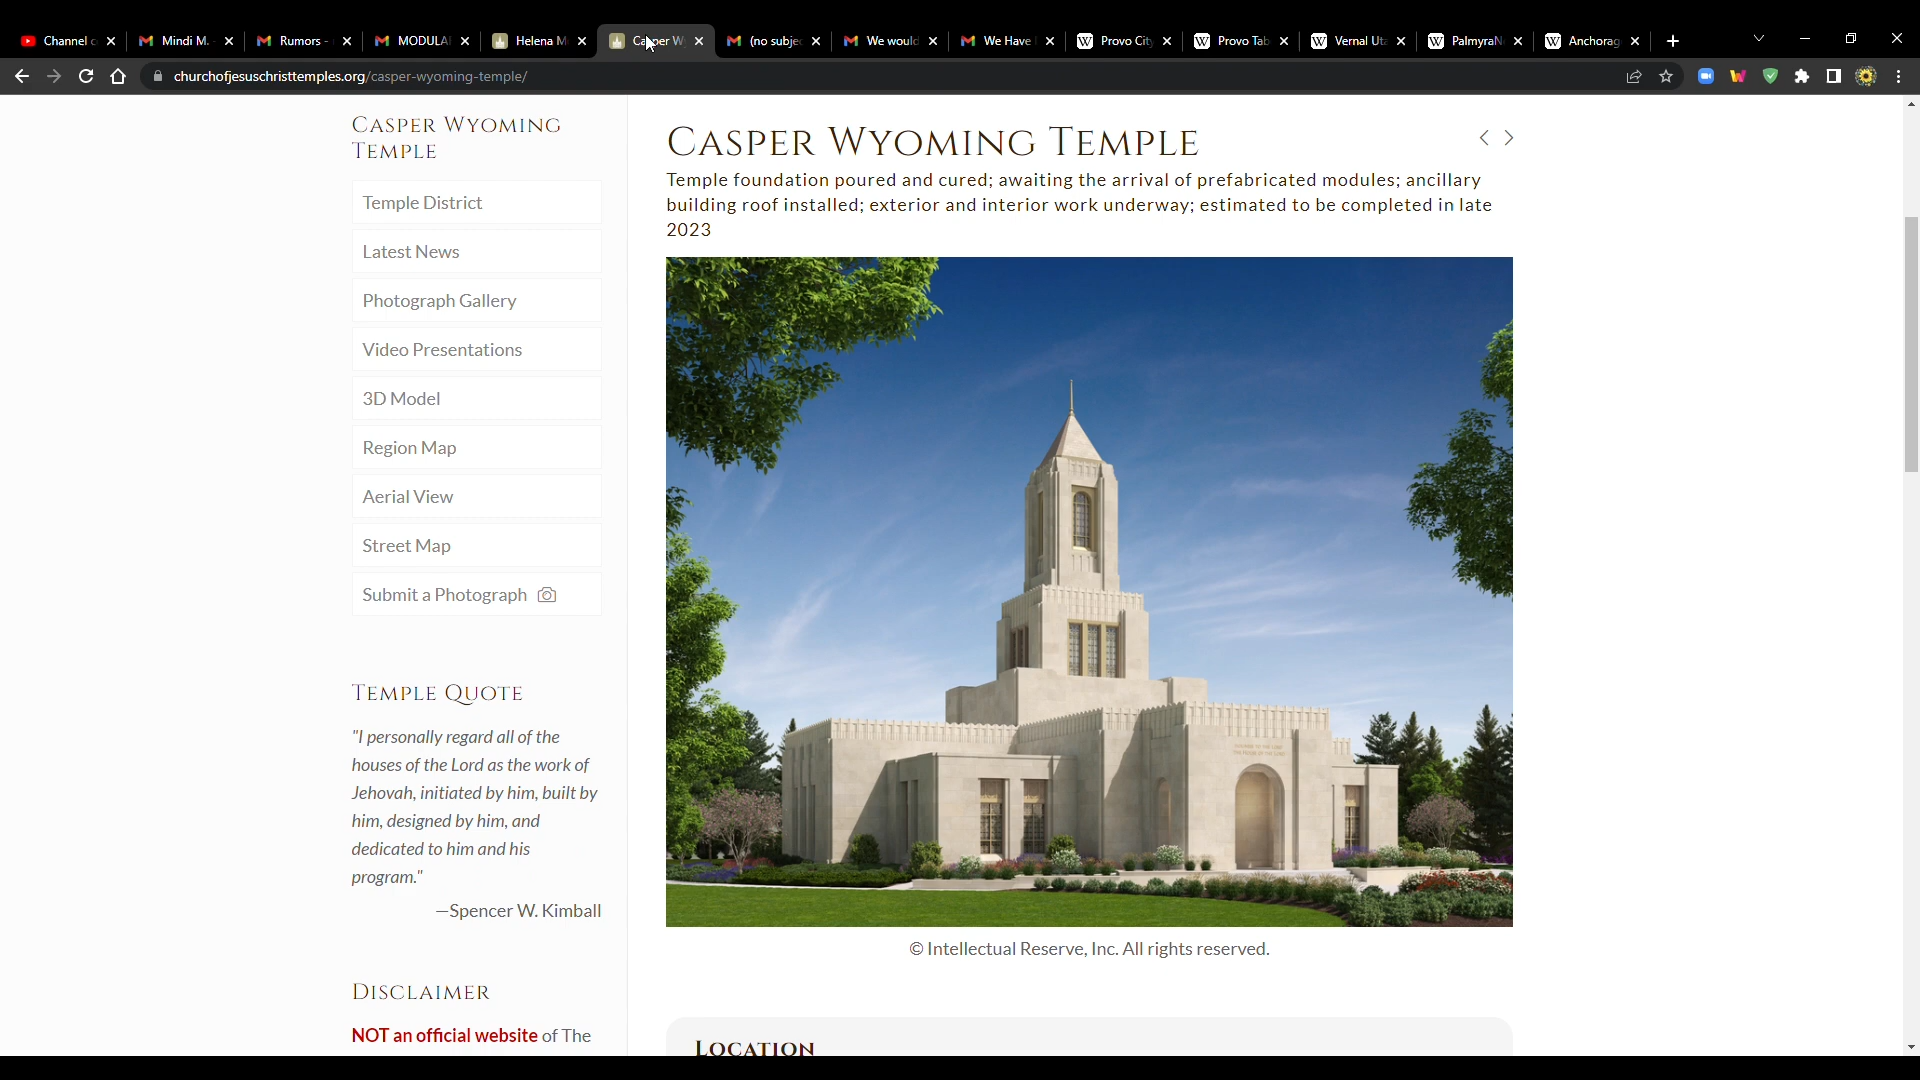 Channel c
Mindi M.
Rumors -
MODULA
Helena M
Casper W
(no subje
We would
We Have
Provo City
Provo Tab
Vernal Uta
PalmyraN
Anchorag
churchofjesuschristtemples.org/casper-wyoming-temple/
Casper Wyoming
Temple
Temple District
Latest News
Photograph Gallery
Video Presentations
3D Model
Region Map
Aerial View
Street Map
Submit a Photograph
Temple Quote
"I personally regard all of the
houses of the Lord as the work of
Jehovah, initiated by him, built by
him, designed by him, and
dedicated to him and his
program."
—Spencer W. Kimball
Disclaimer
NOT an official website of The
Casper Wyoming Temple
Temple foundation poured and cured; awaiting the arrival of prefabricated modules; ancillary
building roof installed; exterior and interior work underway; estimated to be completed in late
2023
© Intellectual Reserve, Inc. All rights reserved.
Location